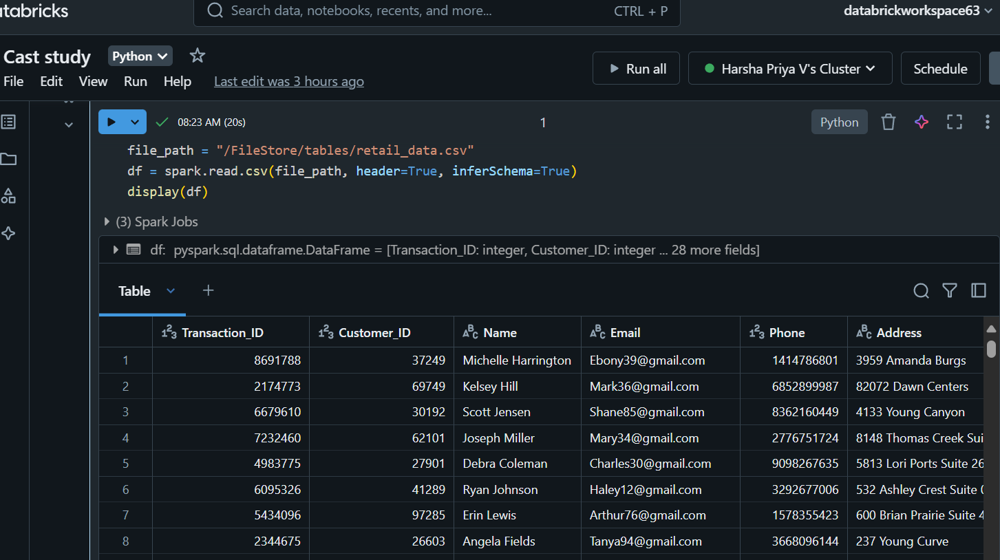 atabricks
Search data, notebooks, recents, and more... CTRL + P
databrickworkspace63
Cast study Python
File Edit View Run Help Last edit was 3 hours ago
Run all Harsha Priya V's Cluster Schedule
08:23 AM (20s) 1 Python
file_path = "/FileStore/tables/retail_data.csv"
df = spark.read.csv(file_path, header=True, inferSchema=True)
display(df)
(3) Spark Jobs
df: pyspark.sql.dataframe.DataFrame = [Transaction_ID: integer, Customer_ID: integer ... 28 more fields]
Table +
Transaction_ID Customer_ID Name Email Phone Address
1 8691788 37249 Michelle Harrington Ebony39@gmail.com 1414786801 3959 Amanda Burgs
2 2174773 69749 Kelsey Hill Mark36@gmail.com 6852899987 82072 Dawn Centers
3 6679610 30192 Scott Jensen Shane85@gmail.com 8362160449 4133 Young Canyon
4 7232460 62101 Joseph Miller Mary34@gmail.com 2776751724 8148 Thomas Creek Sui
5 4983775 27901 Debra Coleman Charles30@gmail.com 9098267635 5813 Lori Ports Suite 26
6 6095326 41289 Ryan Johnson Haley12@gmail.com 3292677006 532 Ashley Crest Suite 0
7 5434096 97285 Erin Lewis Arthur76@gmail.com 1578355423 600 Brian Prairie Suite 4
8 2344675 26603 Angela Fields Tanya94@gmail.com 3668096144 237 Young Curve